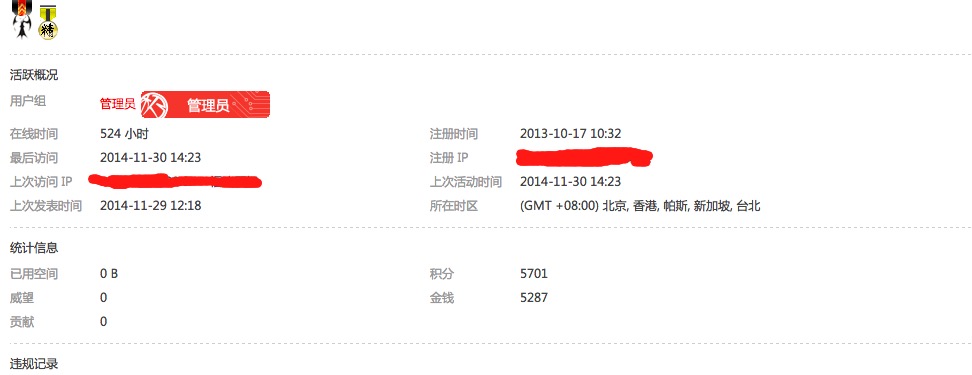 精
活跃概况
用户组 管理员 管理员
在线时间 524 小时 注册时间 2013-10-17 10:32
最后访问 2014-11-30 14:23 注册 IP
上次访问 IP 上次活动时间 2014-11-30 14:23
上次发表时间 2014-11-29 12:18 所在时区 (GMT +08:00) 北京, 香港, 帕斯, 新加坡, 台北
统计信息
已用空间 0 B 积分 5701
威望 0 金钱 5287
贡献 0
违规记录